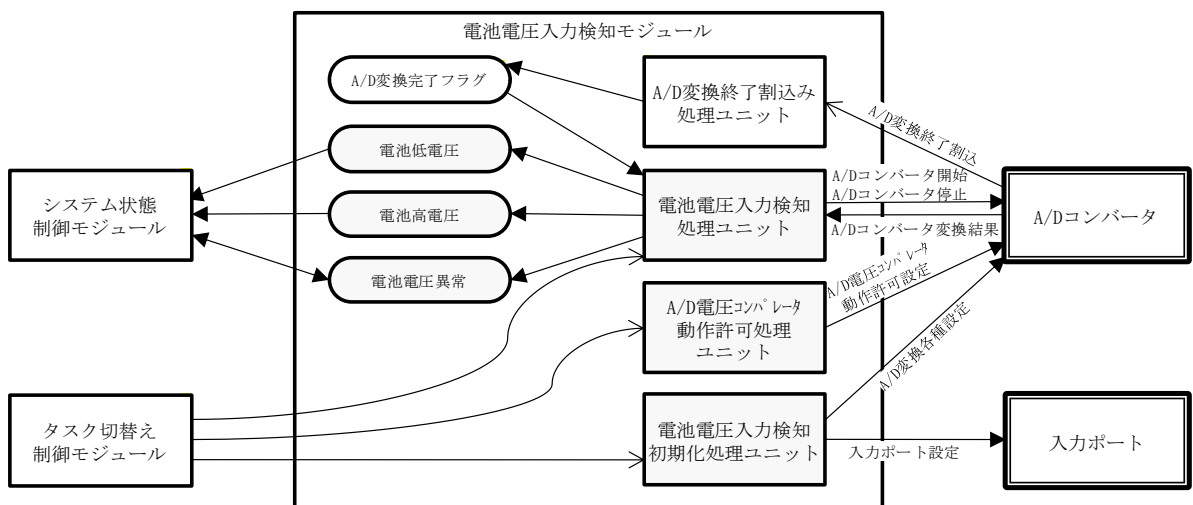 電池電圧入力検知モジュール
A/D変換完了フラグ
A/D変換終了割込み
処理ユニット
A/D変換終了割込
電池低電圧
システム状態
制御モジュール
電池高電圧
電池電圧異常
電池電圧入力検知
処理ユニット
A/Dコンバータ開始
A/Dコンバータ停止
A/Dコンバータ変換結果
A/Dコンバータ
A/D電圧ｺﾝﾊﾟﾚｰﾀ
動作許可処理
ユニット
A/D電圧ｺﾝﾊﾟﾚｰﾀ
動作許可設定
A/D変換各種設定
タスク切替え
制御モジュール
電池電圧入力検知
初期化処理ユニット
入力ポート設定
入力ポート